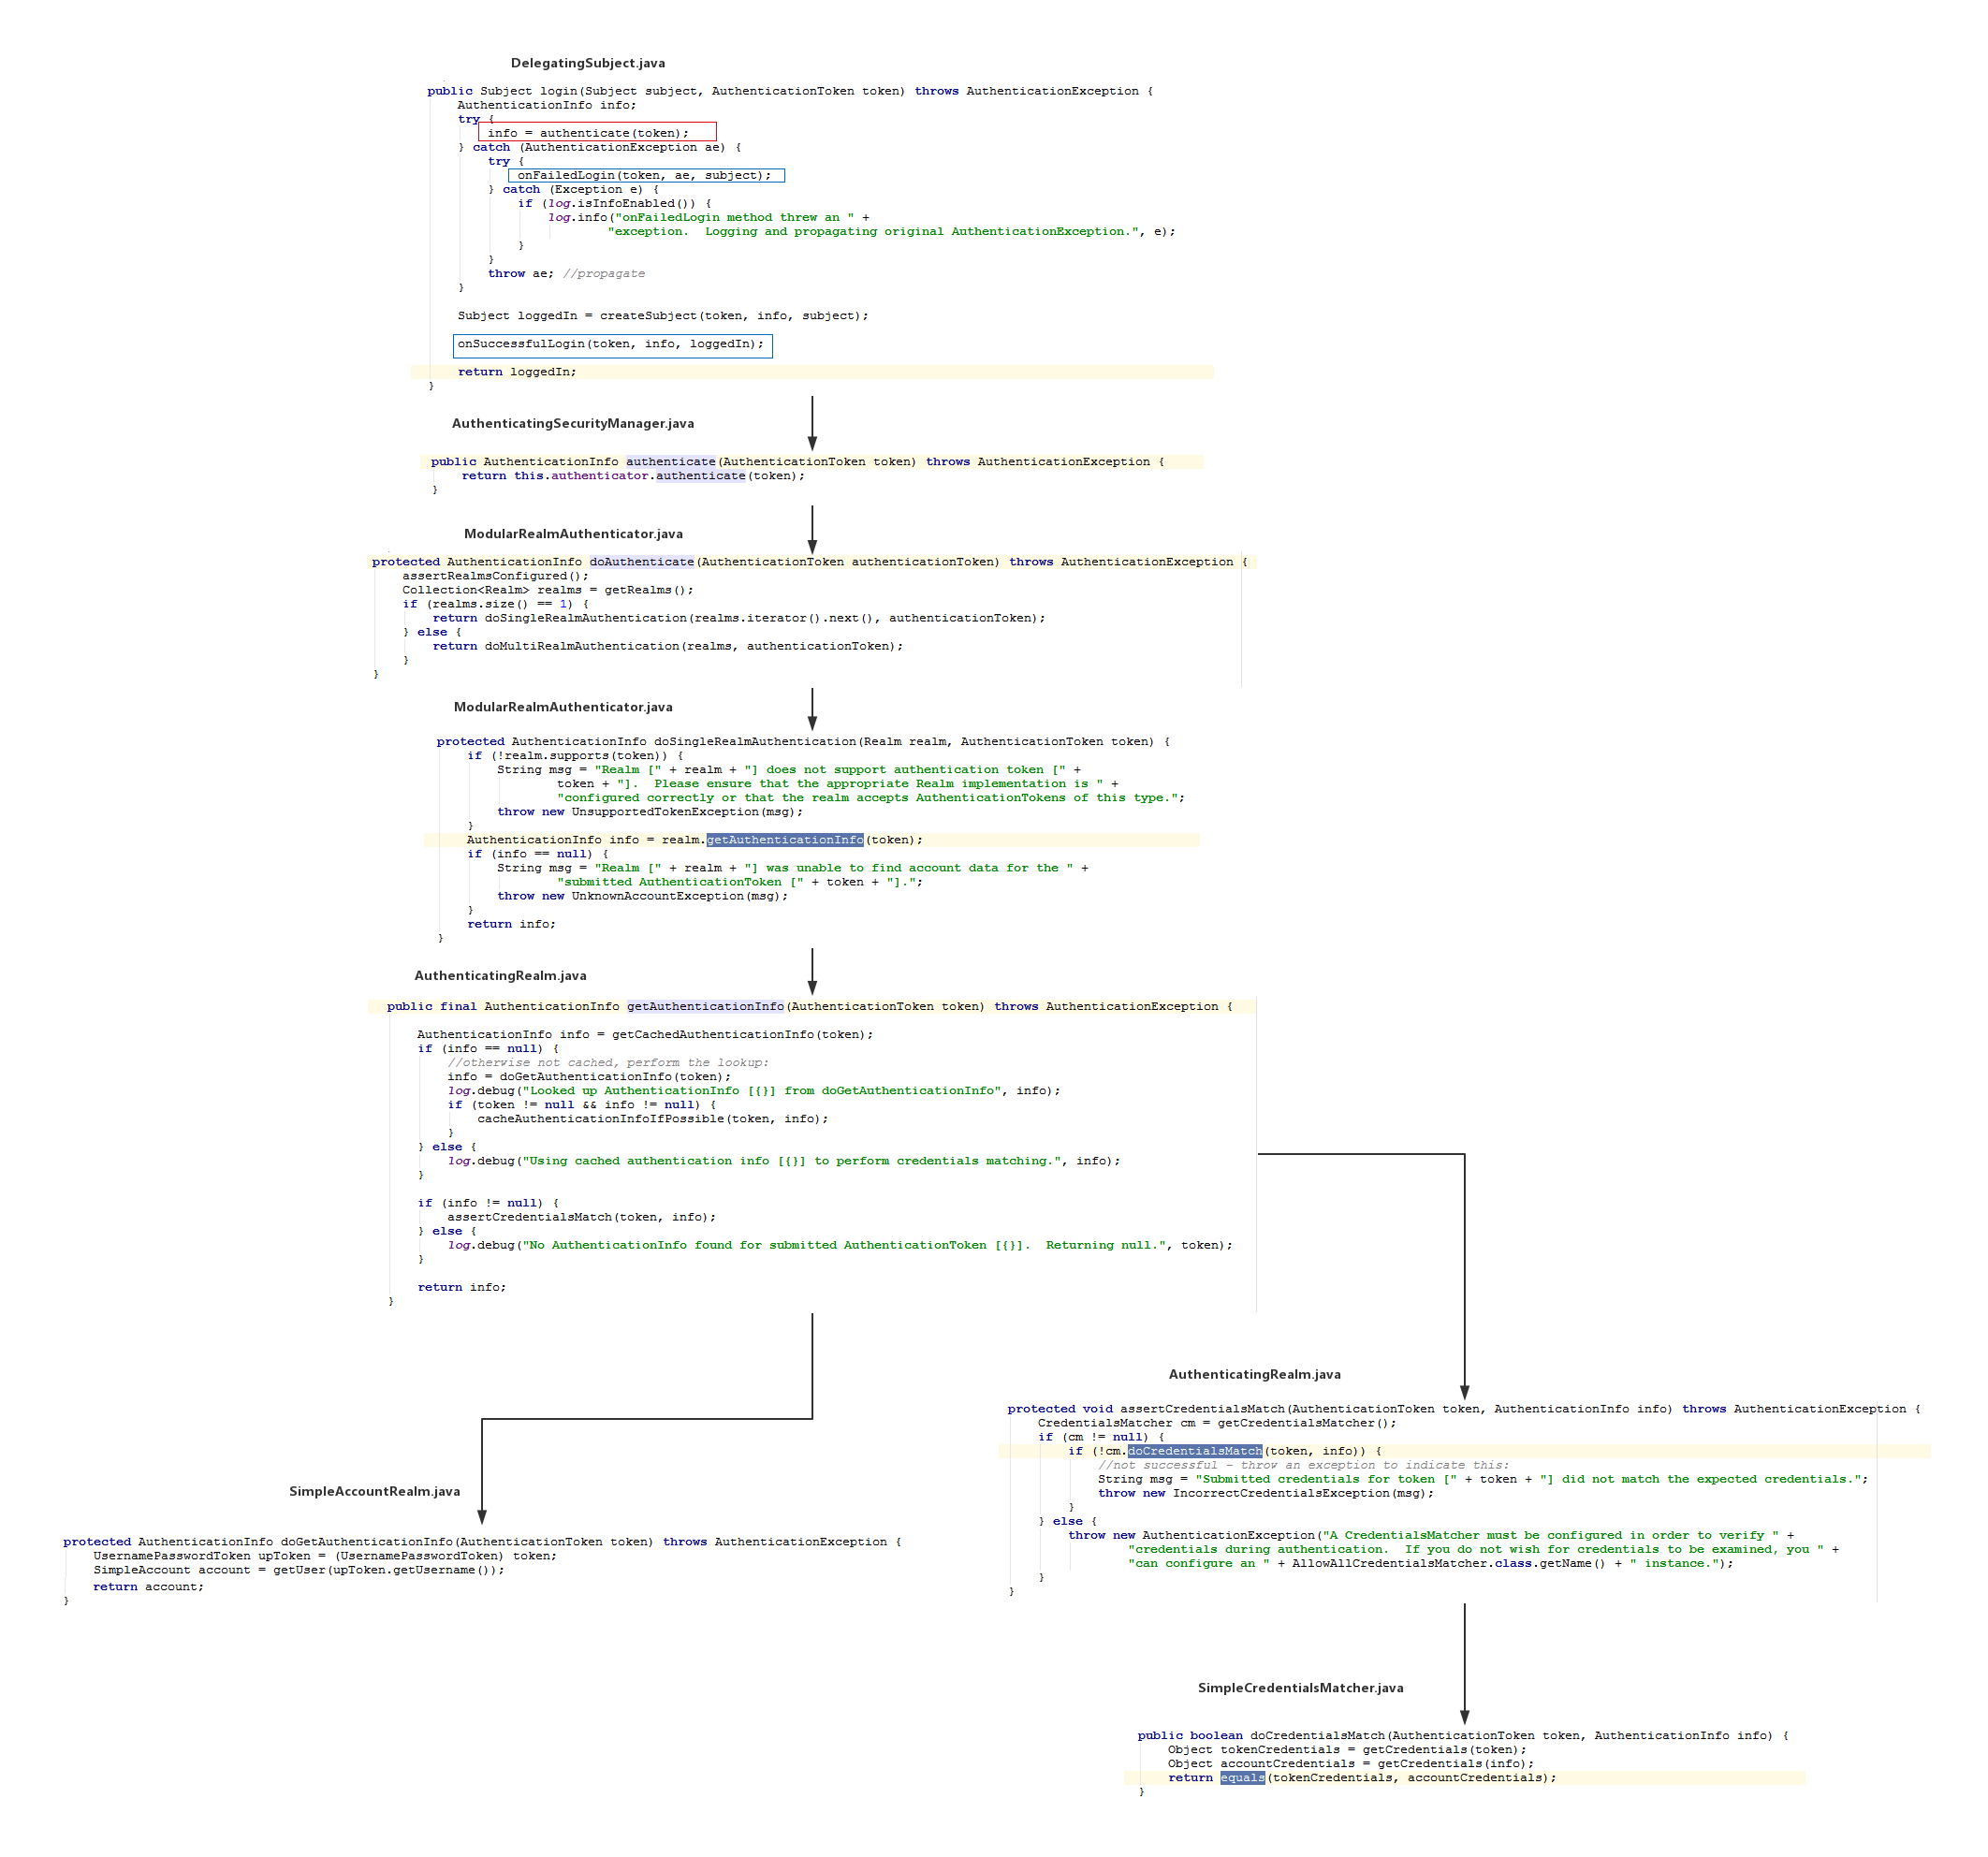 DelegatingSubject.java
public Subject login(Subject subject, AuthenticationToken token) throws AuthenticationException {
    AuthenticationInfo info;
    try {
        info = authenticate(token);
    } catch (AuthenticationException ae) {
        try {
            onFailedLogin(token, ae, subject);
        } catch (Exception e) {
            if (log.isInfoEnabled()) {
                log.info("onFailedLogin method threw an " +
                        "exception.  Logging and propagating original AuthenticationException.", e);
            }
        }
        throw ae; //propagate
    }
    Subject loggedIn = createSubject(token, info, subject);
    onSuccessfulLogin(token, info, loggedIn);
    return loggedIn;
}
AuthenticatingSecurityManager.java
public AuthenticationInfo authenticate(AuthenticationToken token) throws AuthenticationException {
    return this.authenticator.authenticate(token);
}
ModularRealmAuthenticator.java
protected AuthenticationInfo doAuthenticate(AuthenticationToken authenticationToken) throws AuthenticationException {
    assertRealmsConfigured();
    Collection<Realm> realms = getRealms();
    if (realms.size() == 1) {
        return doSingleRealmAuthentication(realms.iterator().next(), authenticationToken);
    } else {
        return doMultiRealmAuthentication(realms, authenticationToken);
    }
}
ModularRealmAuthenticator.java
protected AuthenticationInfo doSingleRealmAuthentication(Realm realm, AuthenticationToken token) {
    if (!realm.supports(token)) {
        String msg = "Realm [" + realm + "] does not support authentication token [" +
                token + "].  Please ensure that the appropriate Realm implementation is " +
                "configured correctly or that the realm accepts AuthenticationTokens of this type.";
        throw new UnsupportedTokenException(msg);
    }
    AuthenticationInfo info = realm.getAuthenticationInfo(token);
    if (info == null) {
        String msg = "Realm [" + realm + "] was unable to find account data for the " +
                "submitted AuthenticationToken [" + token + "].";
        throw new UnknownAccountException(msg);
    }
    return info;
}
AuthenticatingRealm.java
public final AuthenticationInfo getAuthenticationInfo(AuthenticationToken token) throws AuthenticationException {
    AuthenticationInfo info = getCachedAuthenticationInfo(token);
    if (info == null) {
        //otherwise not cached, perform the lookup:
        info = doGetAuthenticationInfo(token);
        log.debug("Looked up AuthenticationInfo [{}] from doGetAuthenticationInfo", info);
        if (token != null && info != null) {
            cacheAuthenticationInfoIfPossible(token, info);
        }
    } else {
        log.debug("Using cached authentication info [{}] to perform credentials matching.", info);
    }
    if (info != null) {
        assertCredentialsMatch(token, info);
    } else {
        log.debug("No AuthenticationInfo found for submitted AuthenticationToken [{}].  Returning null.", token);
    }
    return info;
}
SimpleAccountRealm.java
protected AuthenticationInfo doGetAuthenticationInfo(AuthenticationToken token) throws AuthenticationException {
    UsernamePasswordToken upToken = (UsernamePasswordToken) token;
    SimpleAccount account = getUser(upToken.getUsername());
    return account;
}
AuthenticatingRealm.java
protected void assertCredentialsMatch(AuthenticationToken token, AuthenticationInfo info) throws AuthenticationException {
    CredentialsMatcher cm = getCredentialsMatcher();
    if (cm != null) {
        if (!cm.doCredentialsMatch(token, info)) {
            //not successful - throw an exception to indicate this:
            String msg = "Submitted credentials for token [" + token + "] did not match the expected credentials.";
            throw new IncorrectCredentialsException(msg);
        }
    } else {
        throw new AuthenticationException("A CredentialsMatcher must be configured in order to verify " +
                "credentials during authentication.  If you do not wish for credentials to be examined, you " +
                "can configure an " + AllowAllCredentialsMatcher.class.getName() + " instance.");
    }
}
SimpleCredentialsMatcher.java
public boolean doCredentialsMatch(AuthenticationToken token, AuthenticationInfo info) {
    Object tokenCredentials = getCredentials(token);
    Object accountCredentials = getCredentials(info);
    return equals(tokenCredentials, accountCredentials);
}